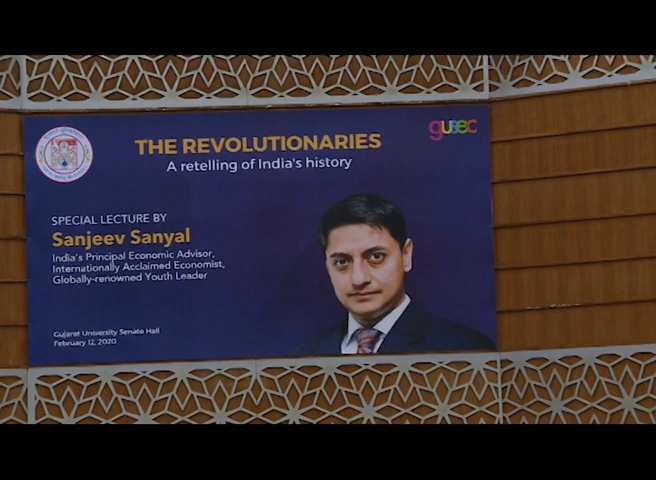 THE REVOLUTIONARIES
A retelling of India's history
gusec
SPECIAL LECTURE BY
Sanjeev Sanyal
India's Principal Economic Advisor,
Internationally Acclaimed Economist,
Globally-renowned Youth Leader
Gujarat University Senate Hall
February 12, 2020